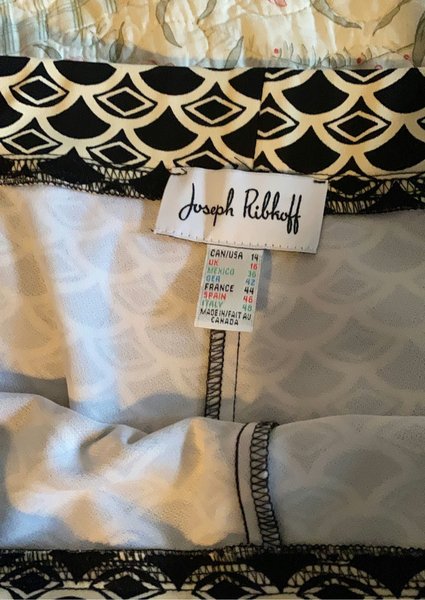 Joseph Ribkoff
CAN/USA 14
UK 16
MEXICO 36
GER 42
FRANCE 44
SPAIN 46
ITALY 48
MADE IN/FAIT AU
CANADA